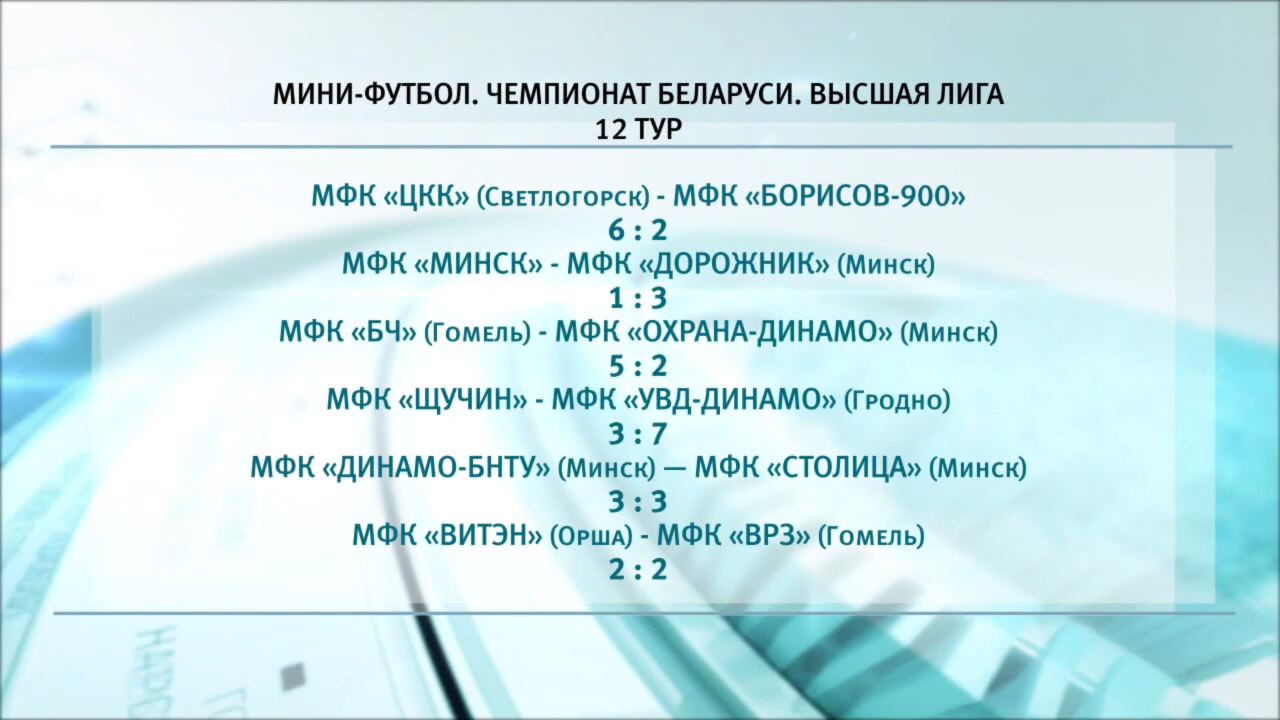 МИНИ-ФУТБОЛ. ЧЕМПИОНАТ БЕЛАРУСИ. ВЫСШАЯ ЛИГА
12 ТУР
МФК «ЦКК» (Светлогорск) - МФК «БОРИСОВ-900»
6 : 2
МФК «МИНСК» - МФК «ДОРОЖНИК» (Минск)
1 : 3
МФК «БЧ» (Гомель) - МФК «ОХРАНА-ДИНАМО» (Минск)
5 : 2
МФК «ЩУЧИН» - МФК «УВД-ДИНАМО» (Гродно)
3 : 7
МФК «ДИНАМО-БНТУ» (Минск) — МФК «СТОЛИЦА» (Минск)
3 : 3
МФК «ВИТЭН» (Орша) - МФК «ВРЗ» (Гомель)
2 : 2